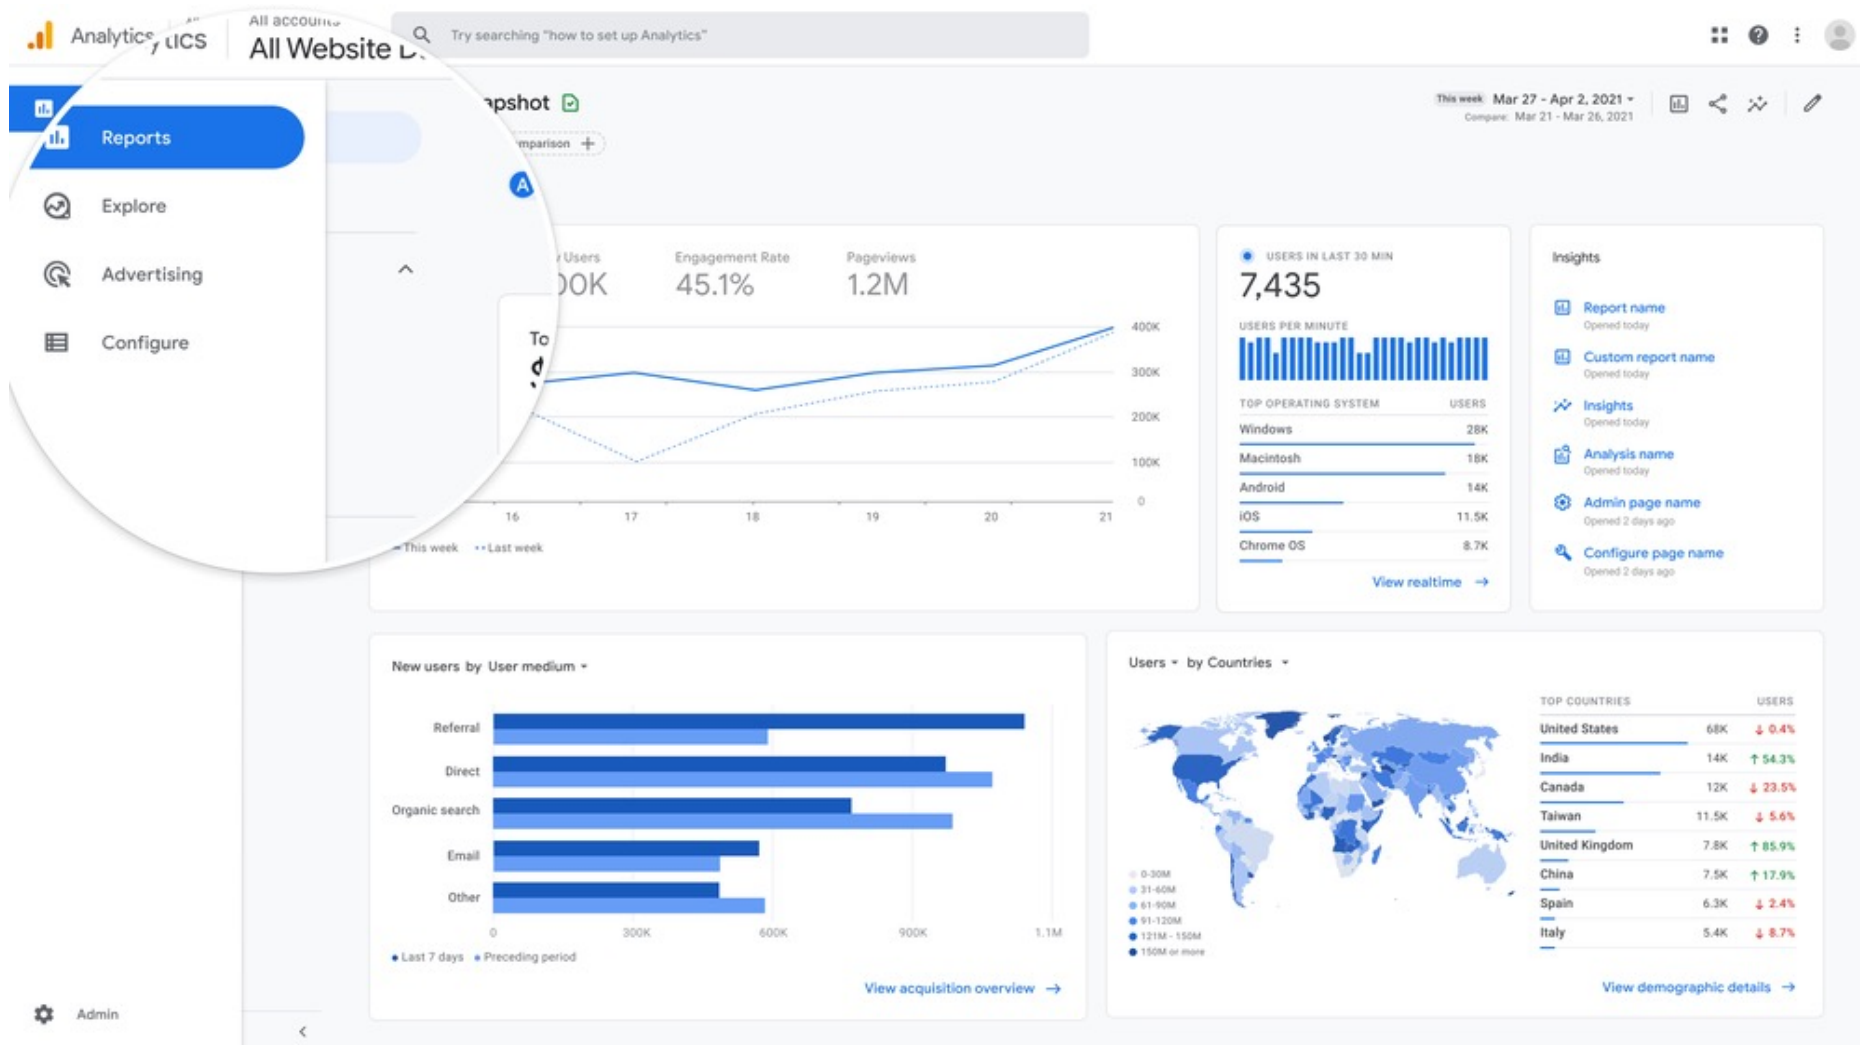 Analytics
All accounts
All Website
Try searching "how to set up Analytics"
Reports
Explore
Advertising
Configure
Admin
This week Mar 27 - Apr 2, 2021
Compare: Mar 21 - Mar 26, 2021
A
Users
Engagement Rate
45.1%
Pageviews
1.2M
To
$
400K
300K
200K
100K
0
16 17 18 19 20 21
This week Last week
USERS IN LAST 30 MIN
7,435
USERS PER MINUTE
TOP OPERATING SYSTEM USERS
Windows 28K
Macintosh 18K
Android 14K
iOS 11.5K
Chrome OS 8.7K
View realtime
Insights
Report name
Opened today
Custom report name
Opened today
Insights
Opened today
Analysis name
Opened today
Admin page name
Opened 2 days ago
Configure page name
Opened 2 days ago
New users by User medium
Referral
Direct
Organic search
Email
Other
0 300K 600K 900K 1.1M
Last 7 days Preceding period
View acquisition overview
Users by Countries
0-30M
31-60M
61-90M
91-120M
121M - 150M
150M or more
TOP COUNTRIES USERS
United States 68K ↓ 0.4%
India 14K ↑ 54.3%
Canada 12K ↓ 23.5%
Taiwan 11.5K ↓ 5.6%
United Kingdom 7.8K ↑ 85.9%
China 7.5K ↑ 17.9%
Spain 6.3K ↓ 2.4%
Italy 5.4K ↓ 8.7%
View demographic details